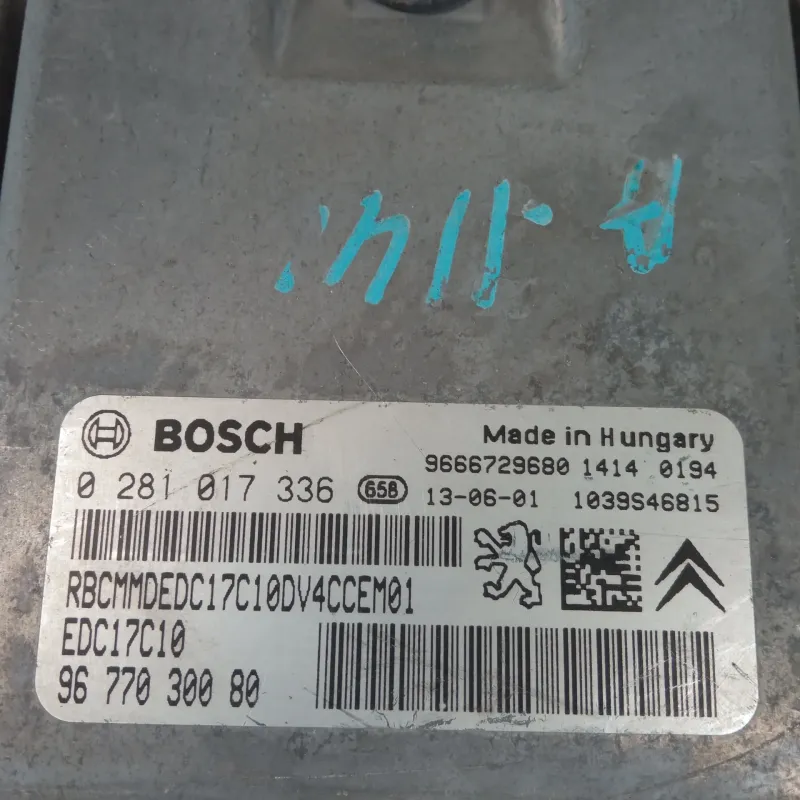 BOSCH
Made in Hungary
9666729680 1414 0194
0 281 017 336 658 13-06-01 1039S46815
RBCMMDEDC17C10DV4CCEM01
EDC17C10
96 770 300 80